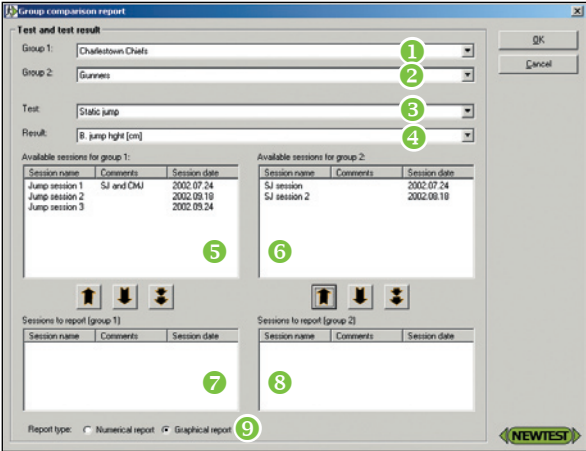 Group comparison report
Test and test result
Group 1: Charlestown Chiefs 1
Group 2: Gunners 2
Test: Static jump 3
Result: B. jump hght [cm] 4
OK
Cancel
Available sessions for group 1:
Session name Comments Session date
Jump session 1 SJ and CMJ 2002.07.24
Jump session 2 2002.09.18
Jump session 3 2002.09.24
5
Available sessions for group 2:
Session name Comments Session date
SJ session 2002.07.24
SJ session 2 2002.08.18
6
Sessions to report (group 1)
Session name Comments Session date
7
Sessions to report (group 2)
Session name Comments Session date
8
Report type: Numerical report Graphical report 9
NEWTEST